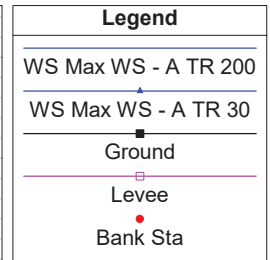 Legend
WS Max WS - A TR 200
WS Max WS - A TR 30
Ground
Levee
Bank Sta